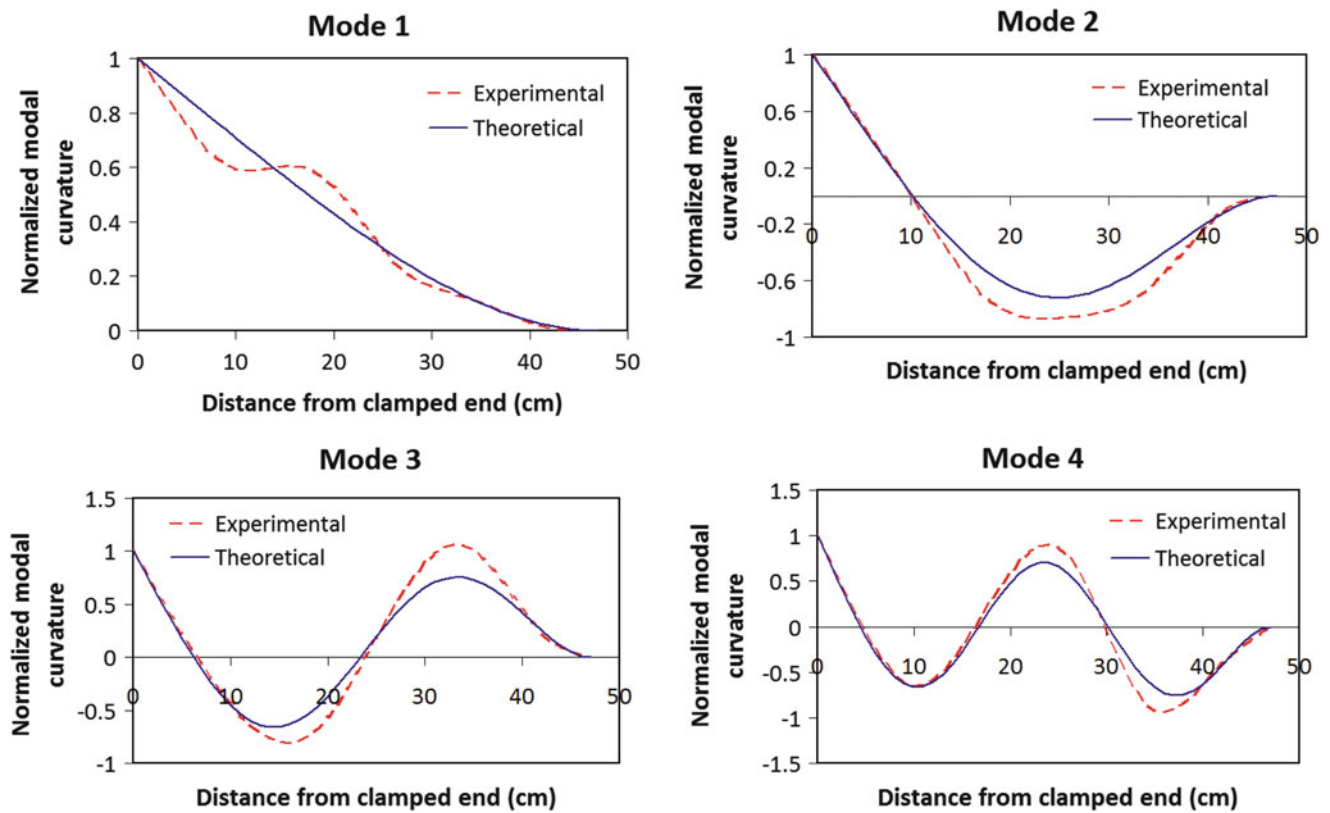 Mode 1
1
0.8
0.6
0.4
0.2
0
0 10 20 30 40 50
Normalized modal
curvature
Experimental
Theoretical
Distance from clamped end (cm)
Mode 2
1
0.6
0.2
-0.2
-0.6
-1
0 10 20 30 40 50
Normalized modal
curvature
Experimental
Theoretical
Distance from clamped end (cm)
Mode 3
1.5
1
0.5
0
-0.5
-1
0 10 20 30 40 50
Normalized modal
curvature
Experimental
Theoretical
Distance from clamped end (cm)
Mode 4
1.5
1
0.5
0
-0.5
-1
-1.5
0 10 20 30 40 50
Normalized modal
curvature
Experimental
Theoretical
Distance from clamped end (cm)